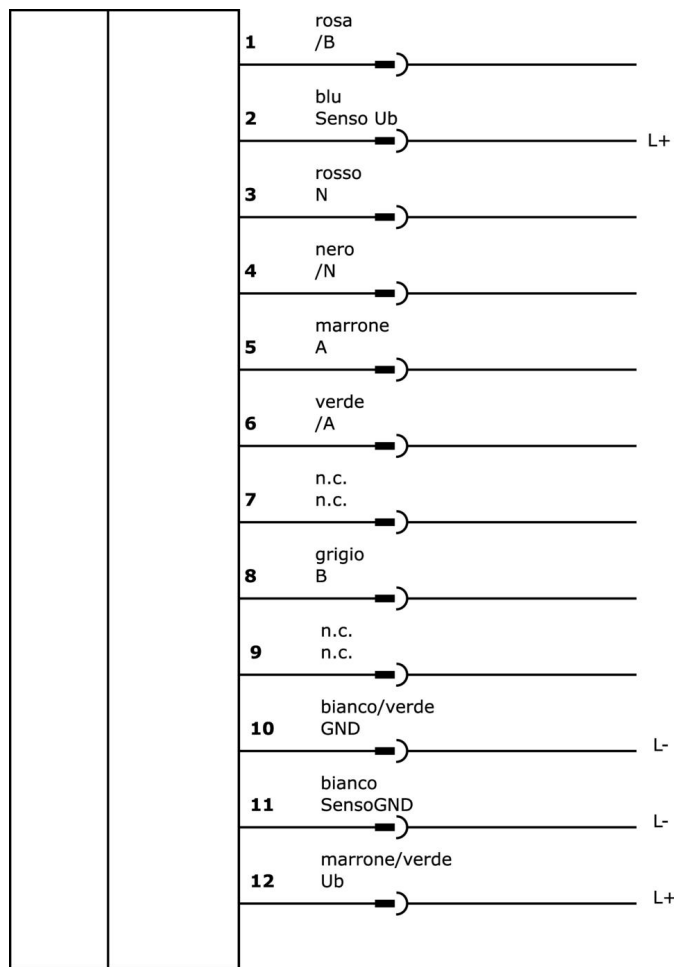 rosa
1 /B
blu
2 Senso Ub
L+
rosso
3 N
nero
4 /N
marrone
5 A
verde
6 /A
n.c.
7 n.c.
grigio
8 B
n.c.
9 n.c.
bianco/verde
10 GND
L-
bianco
11 SensoGND
L-
marrone/verde
12 Ub
L+